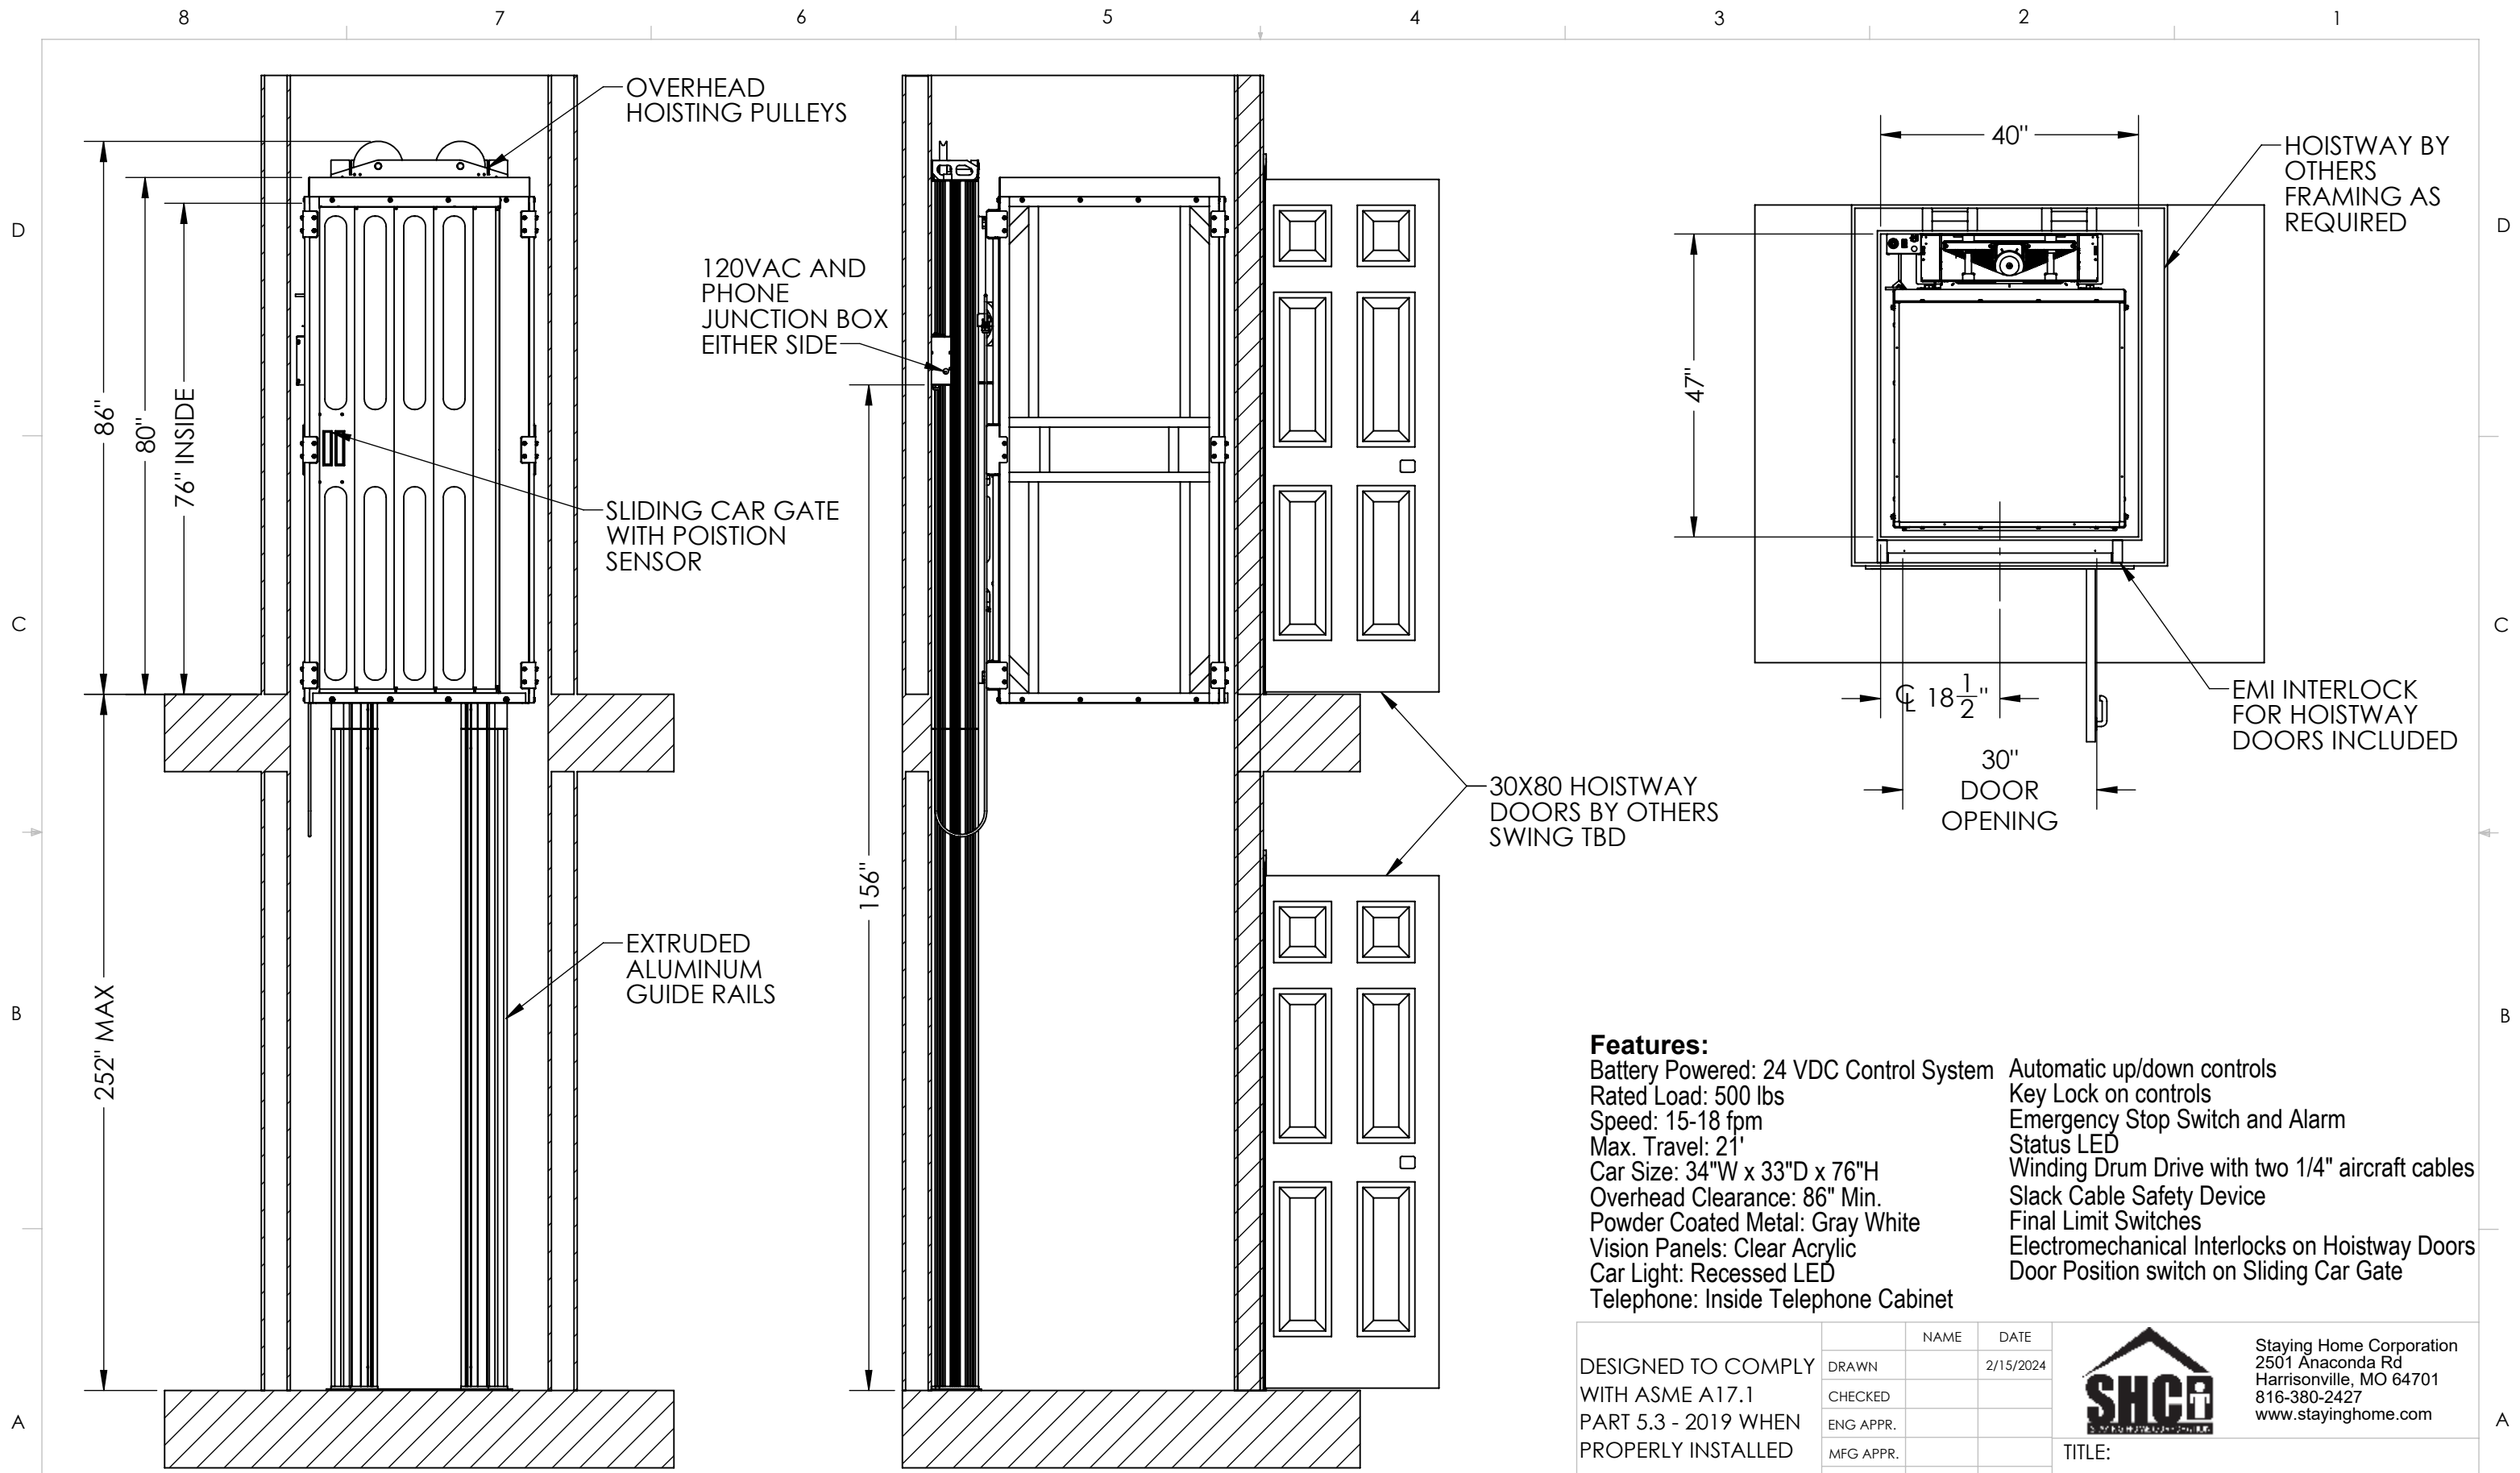 8
7
6
5
4
3
2
1
D
C
B
A
D
C
B
A
OVERHEAD
HOISTING PULLEYS
86"
80"
76" INSIDE
252" MAX
SLIDING CAR GATE
WITH POISTION
SENSOR
EXTRUDED
ALUMINUM
GUIDE RAILS
120VAC AND
PHONE
JUNCTION BOX
EITHER SIDE
156"
30X80 HOISTWAY
DOORS BY OTHERS
SWING TBD
40"
47"
HOISTWAY BY
OTHERS
FRAMING AS
REQUIRED
℄ 18 1/2"
30"
DOOR
OPENING
EMI INTERLOCK
FOR HOISTWAY
DOORS INCLUDED
Features:
Battery Powered: 24 VDC Control System
Rated Load: 500 lbs
Speed: 15-18 fpm
Max. Travel: 21'
Car Size: 34"W x 33"D x 76"H
Overhead Clearance: 86" Min.
Powder Coated Metal: Gray White
Vision Panels: Clear Acrylic
Car Light: Recessed LED
Telephone: Inside Telephone Cabinet
Automatic up/down controls
Key Lock on controls
Emergency Stop Switch and Alarm
Status LED
Winding Drum Drive with two 1/4" aircraft cables
Slack Cable Safety Device
Final Limit Switches
Electromechanical Interlocks on Hoistway Doors
Door Position switch on Sliding Car Gate
DESIGNED TO COMPLY
WITH ASME A17.1
PART 5.3 - 2019 WHEN
PROPERLY INSTALLED
NAME DATE
DRAWN 2/15/2024
CHECKED
ENG APPR.
MFG APPR.
SHC
Staying Home Corporation
2501 Anaconda Rd
Harrisonville, MO 64701
816-380-2427
www.stayinghome.com
TITLE: